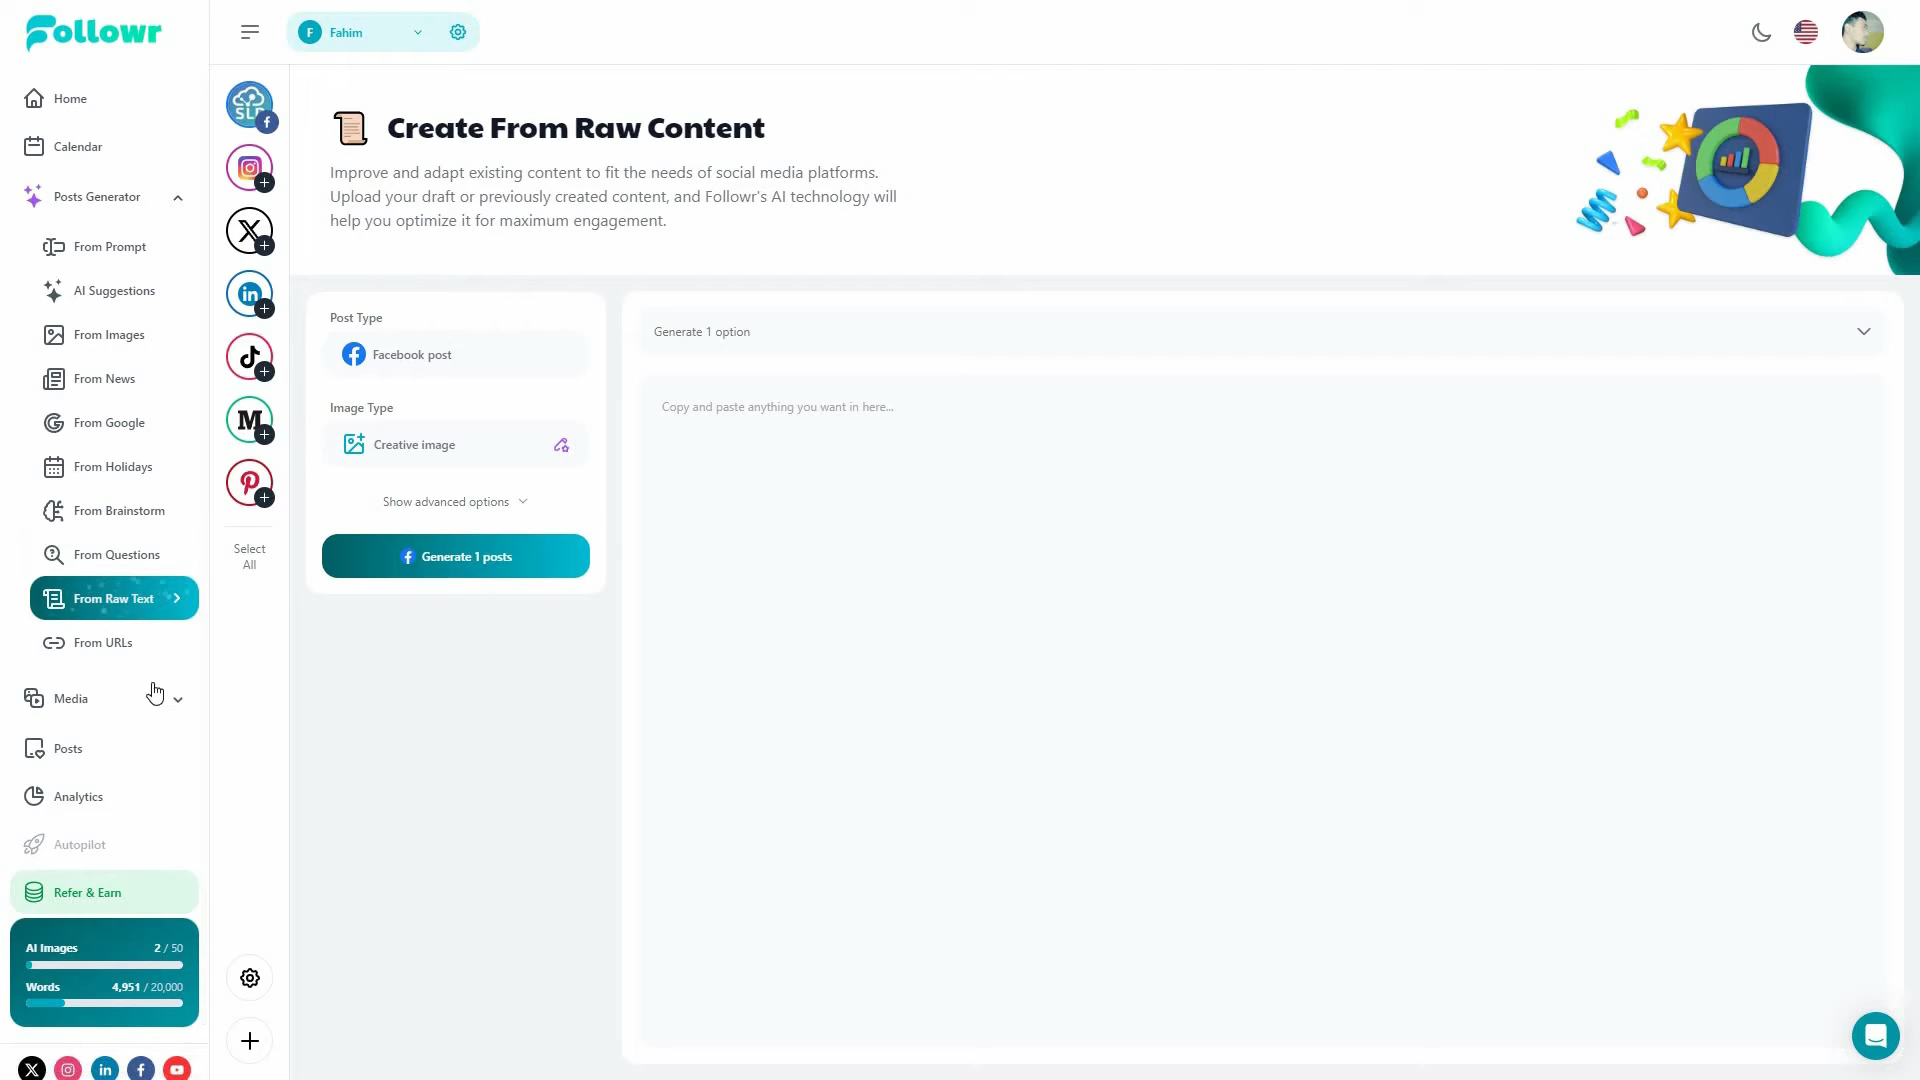 Followr
Home
Calendar
Posts Generator
From Prompt
AI Suggestions
From Images
From News
From Google
From Holidays
From Brainstorm
From Questions
From Raw Text
From URLs
Media
Posts
Analytics
Autopilot
Refer & Earn
AI Images 2 / 50
Words 4,951 / 20,000
F Fahim
SLP
Select
All
Create From Raw Content
Improve and adapt existing content to fit the needs of social media platforms.
Upload your draft or previously created content, and Followr's AI technology will
help you optimize it for maximum engagement.
Post Type
Facebook post
Image Type
Creative image
Show advanced options
Generate 1 posts
Generate 1 option
Copy and paste anything you want in here...